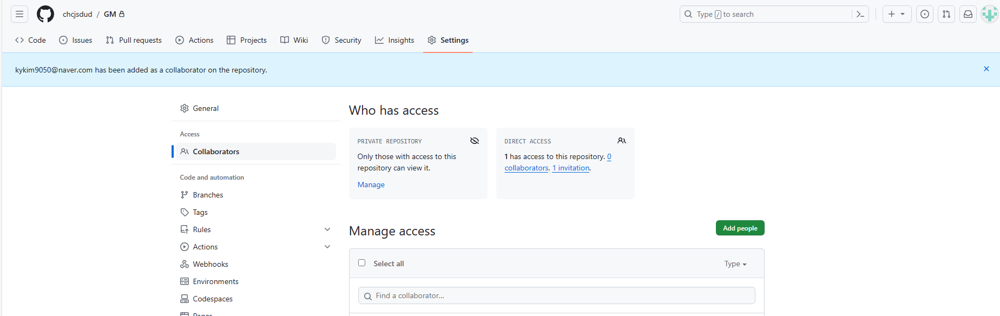 chcjsdud / GM
Type / to search
Code
Issues
Pull requests
Actions
Projects
Wiki
Security
Insights
Settings
kykim9050@naver.com has been added as a collaborator on the repository.
General
Access
Collaborators
Code and automation
Branches
Tags
Rules
Actions
Webhooks
Environments
Codespaces
Pages
Who has access
PRIVATE REPOSITORY
Only those with access to this
repository can view it.
Manage
DIRECT ACCESS
1 has access to this repository. 0
collaborators. 1 invitation.
Manage access
Add people
Select all
Type
Find a collaborator...